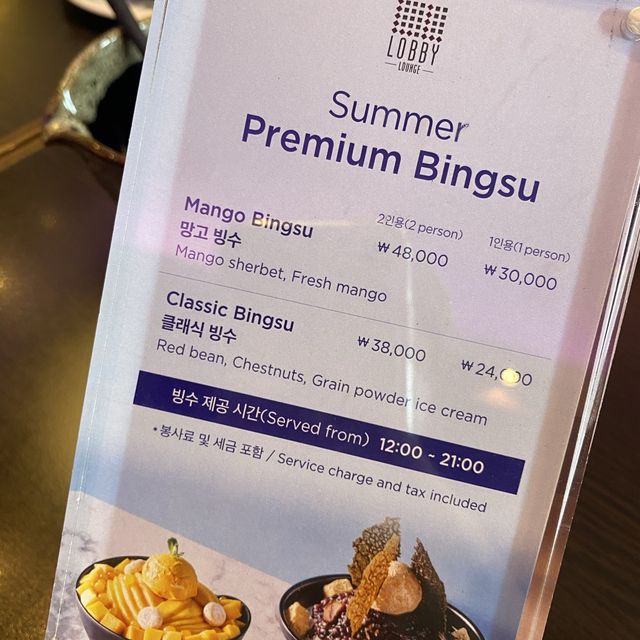 LOBBY
LOUNGE
Summer
Premium Bingsu
2인용(2 person) 1인용(1 person)
Mango Bingsu ₩48,000 ₩30,000
망고 빙수
Mango sherbet, Fresh mango
Classic Bingsu ₩38,000 ₩24,000
클래식 빙수
Red bean, Chestnuts, Grain powder ice cream
빙수 제공 시간(Served from) 12:00 ~ 21:00
*봉사료 및 세금 포함 / Service charge and tax included